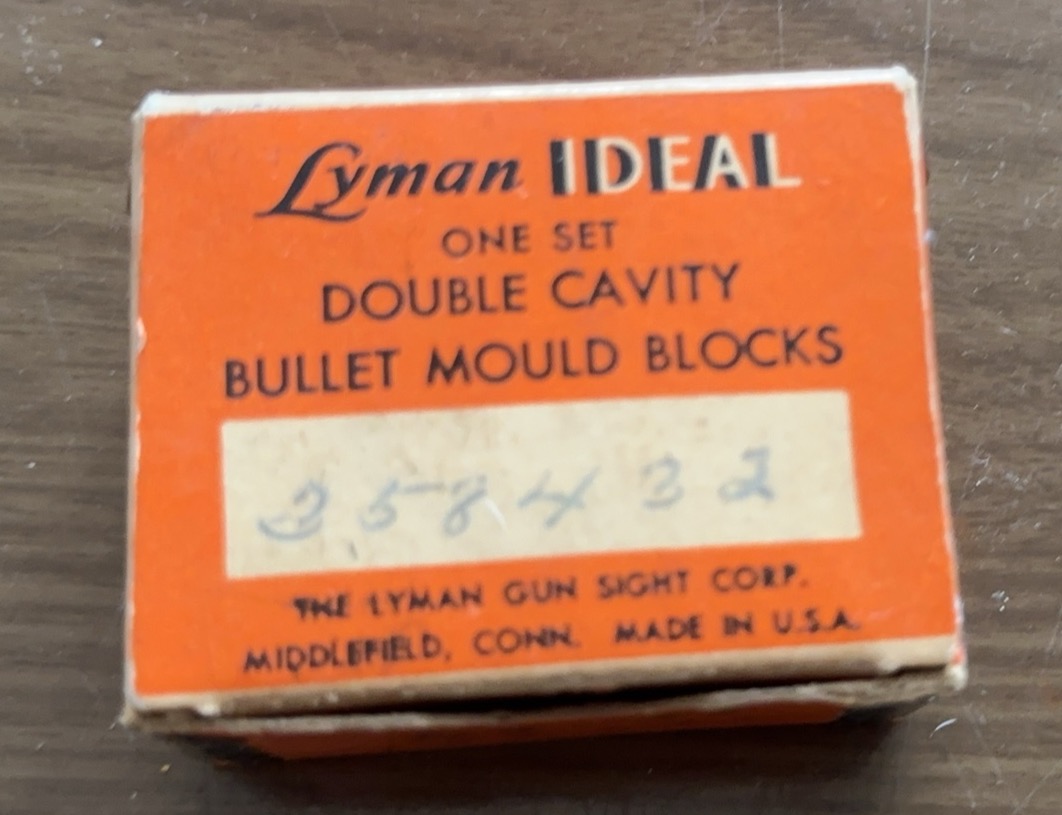 Lyman IDEAL
ONE SET
DOUBLE CAVITY
BULLET MOULD BLOCKS
358432
THE LYMAN GUN SIGHT CORP.
MIDDLEFIELD, CONN. MADE IN U.S.A.